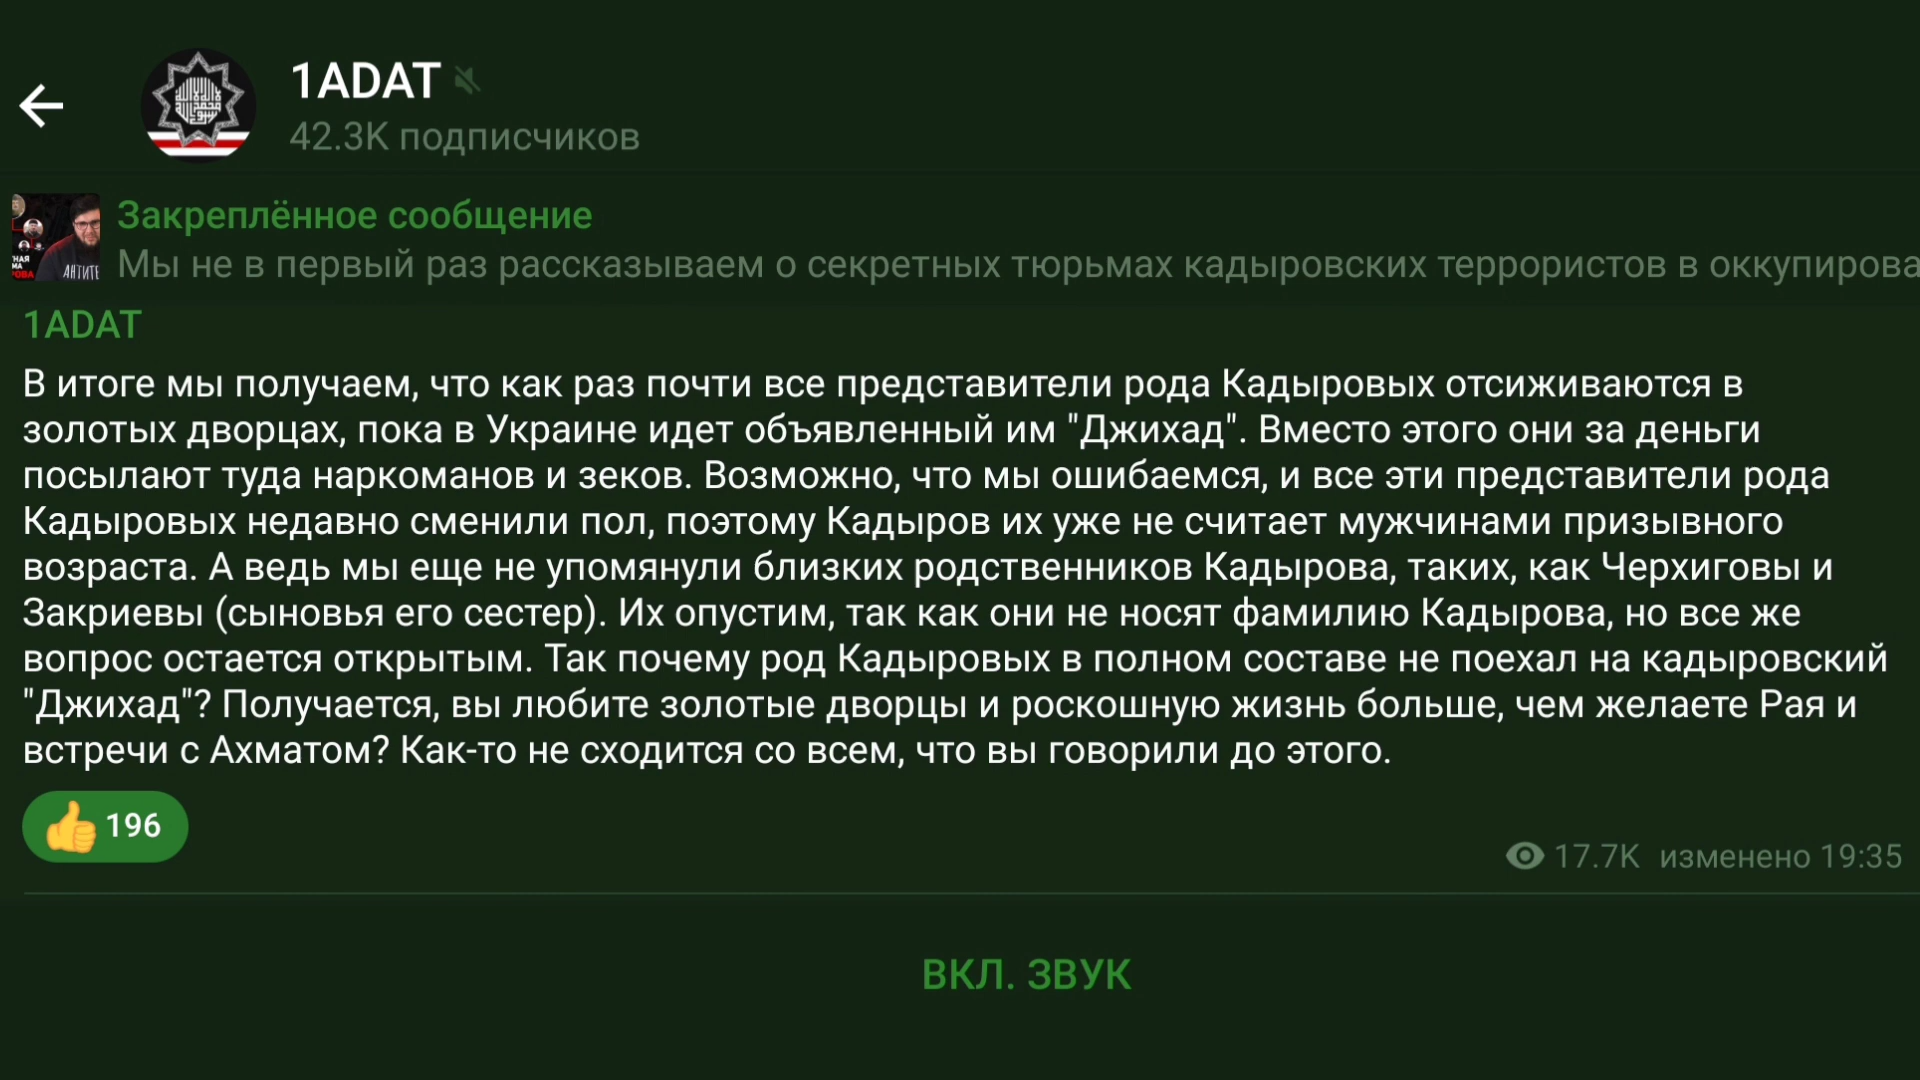 1ADAT
42.3K подписчиков
Закреплённое сообщение
Мы не в первый раз рассказываем о секретных тюрьмах кадыровских террористов в оккупирова
АНТИТЕ
1ADAT
В итоге мы получаем, что как раз почти все представители рода Кадыровых отсиживаются в
золотых дворцах, пока в Украине идет объявленный им "Джихад". Вместо этого они за деньги
посылают туда наркоманов и зеков. Возможно, что мы ошибаемся, и все эти представители рода
Кадыровых недавно сменили пол, поэтому Кадыров их уже не считает мужчинами призывного
возраста. А ведь мы еще не упомянули близких родственников Кадырова, таких, как Черхиговы и
Закриевы (сыновья его сестер). Их опустим, так как они не носят фамилию Кадырова, но все же
вопрос остается открытым. Так почему род Кадыровых в полном составе не поехал на кадыровский
"Джихад"? Получается, вы любите золотые дворцы и роскошную жизнь больше, чем желаете Рая и
встречи с Ахматом? Как-то не сходится со всем, что вы говорили до этого.
196
17.7K изменено 19:35
ВКЛ. ЗВУК